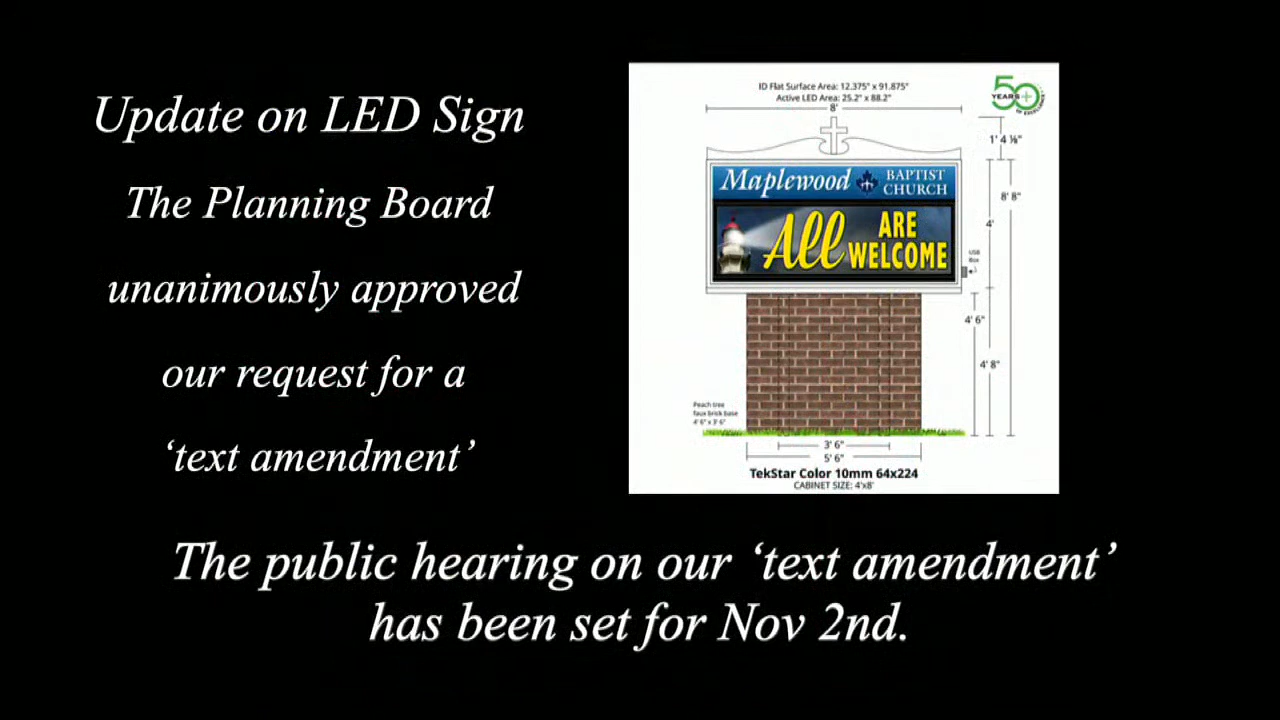 Update on LED Sign
The Planning Board
unanimously approved
our request for a
‘text amendment’
ID Flat Surface Area: 12.375" x 91.875"
Active LED Area: 25.2" x 88.2"
8'
50
YEARS+
OF EXCELLENCE
1' 4 ⅛"
Maplewood BAPTIST
CHURCH
8' 8"
All ARE
WELCOME
4'
USB
Box
4' 6"
4' 8"
Peach tree
faux brick base
4' 6" x 3' 6"
3' 6"
5' 6"
TekStar Color 10mm 64x224
CABINET SIZE: 4'x8'
The public hearing on our ‘text amendment’
has been set for Nov 2nd.